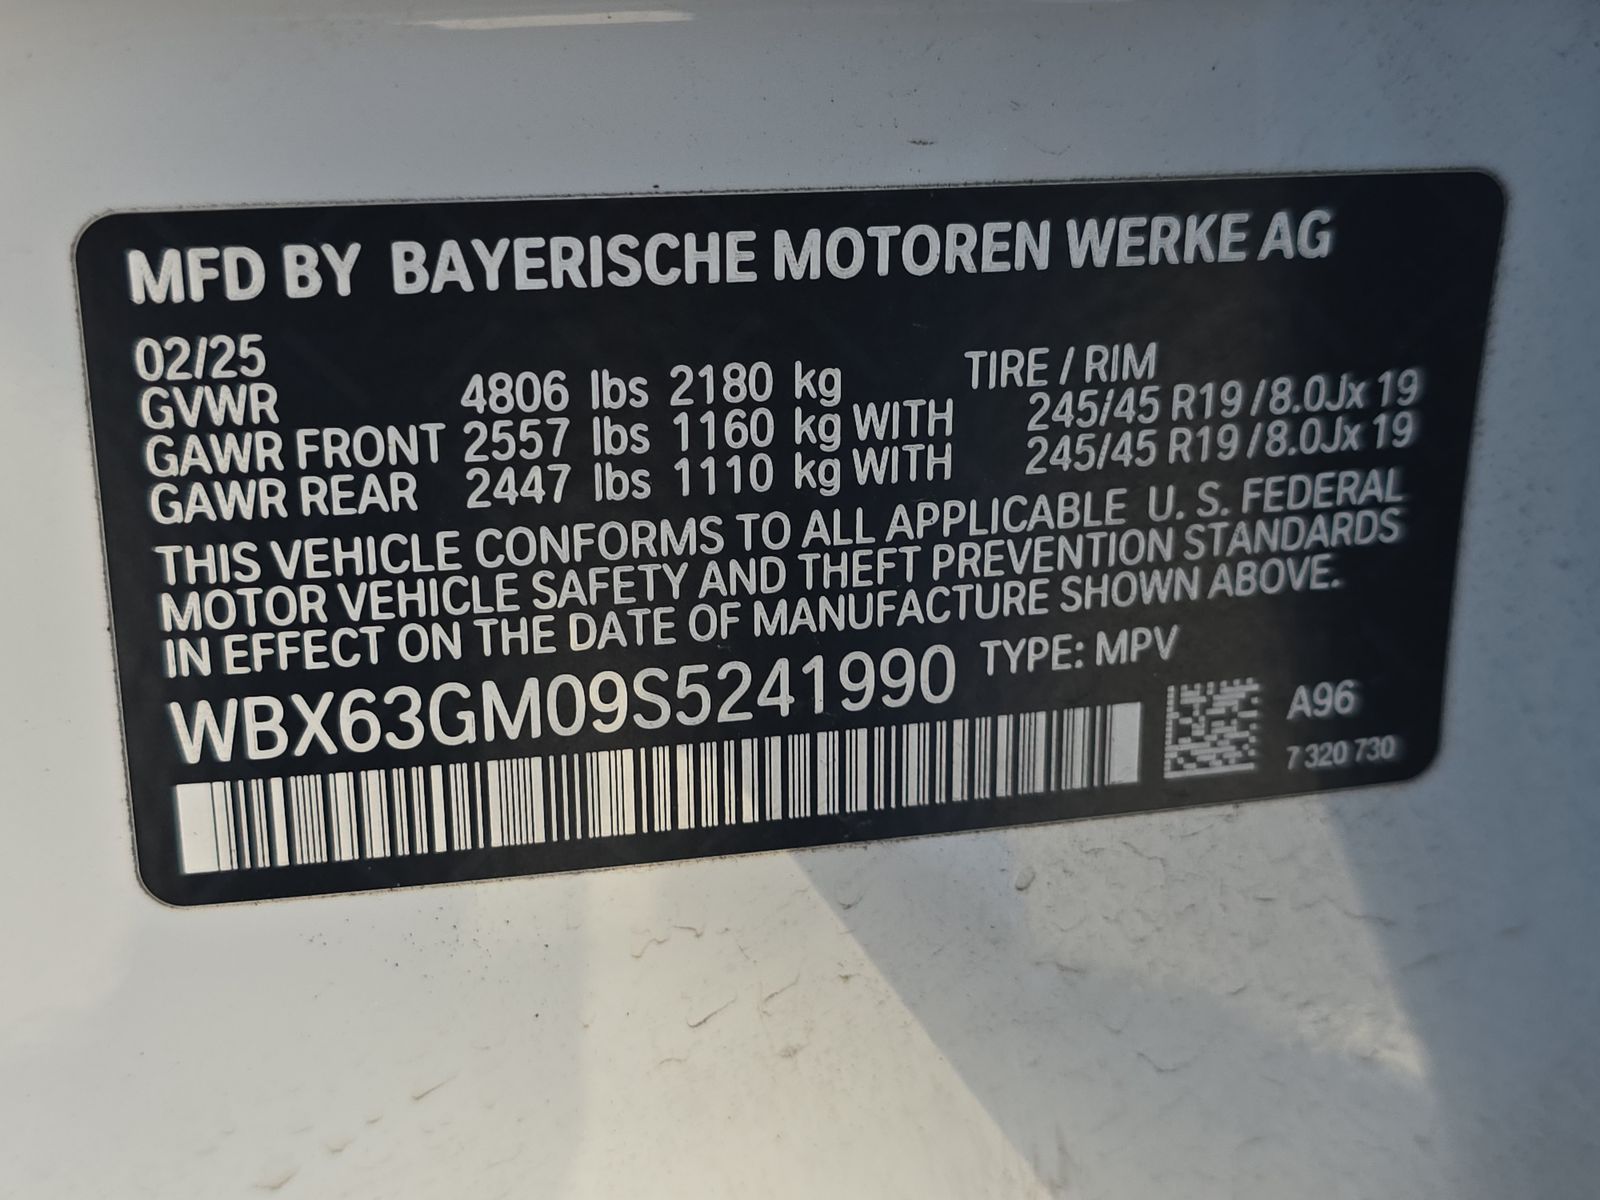 MFD BY BAYERISCHE MOTOREN WERKE AG
02/25
GVWR 4806 lbs 2180 kg TIRE / RIM
GAWR FRONT 2557 lbs 1160 kg WITH 245/45 R19 /8.0Jx 19
GAWR REAR 2447 lbs 1110 kg WITH 245/45 R19 /8.0Jx 19
THIS VEHICLE CONFORMS TO ALL APPLICABLE U. S. FEDERAL
MOTOR VEHICLE SAFETY AND THEFT PREVENTION STANDARDS
IN EFFECT ON THE DATE OF MANUFACTURE SHOWN ABOVE.
WBX63GM09S5241990 TYPE: MPV
A96
7 320 730